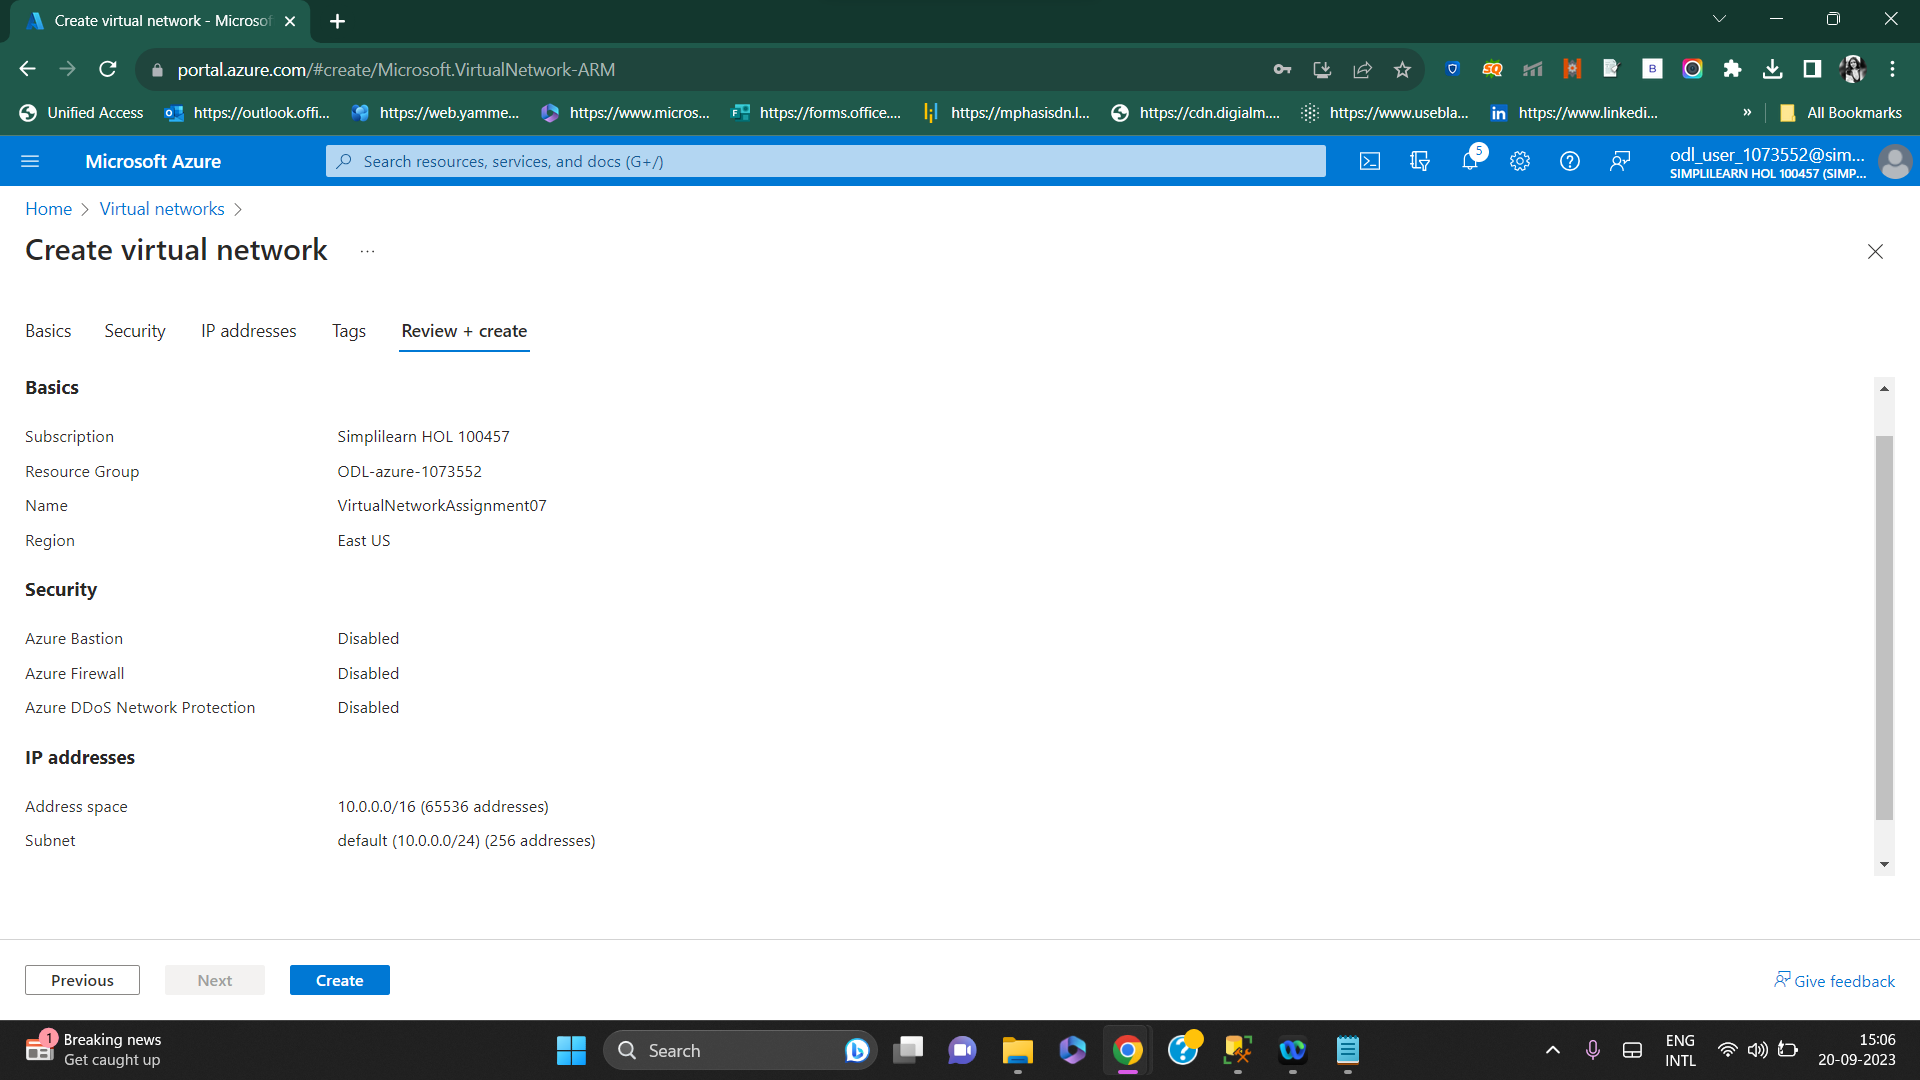 Create virtual network - Microsof
portal.azure.com/#create/Microsoft.VirtualNetwork-ARM
SQ
B
Unified Access
https://outlook.offi...
https://web.yamme...
https://www.micros...
https://forms.office....
https://mphasisdn.l...
https://cdn.digialm....
https://www.usebla...
in
https://www.linkedi...
»
All Bookmarks
Microsoft Azure
Search resources, services, and docs (G+/)
5
odl_user_1073552@sim...
SIMPLILEARN HOL 100457 (SIMP...
Home > Virtual networks >
Create virtual network ...
Basics Security IP addresses Tags Review + create
Basics
Subscription Simplilearn HOL 100457
Resource Group ODL-azure-1073552
Name VirtualNetworkAssignment07
Region East US
Security
Azure Bastion Disabled
Azure Firewall Disabled
Azure DDoS Network Protection Disabled
IP addresses
Address space 10.0.0.0/16 (65536 addresses)
Subnet default (10.0.0.0/24) (256 addresses)
Previous Next Create
Give feedback
1
Breaking news
Get caught up
Search
ENG
INTL
15:06
20-09-2023